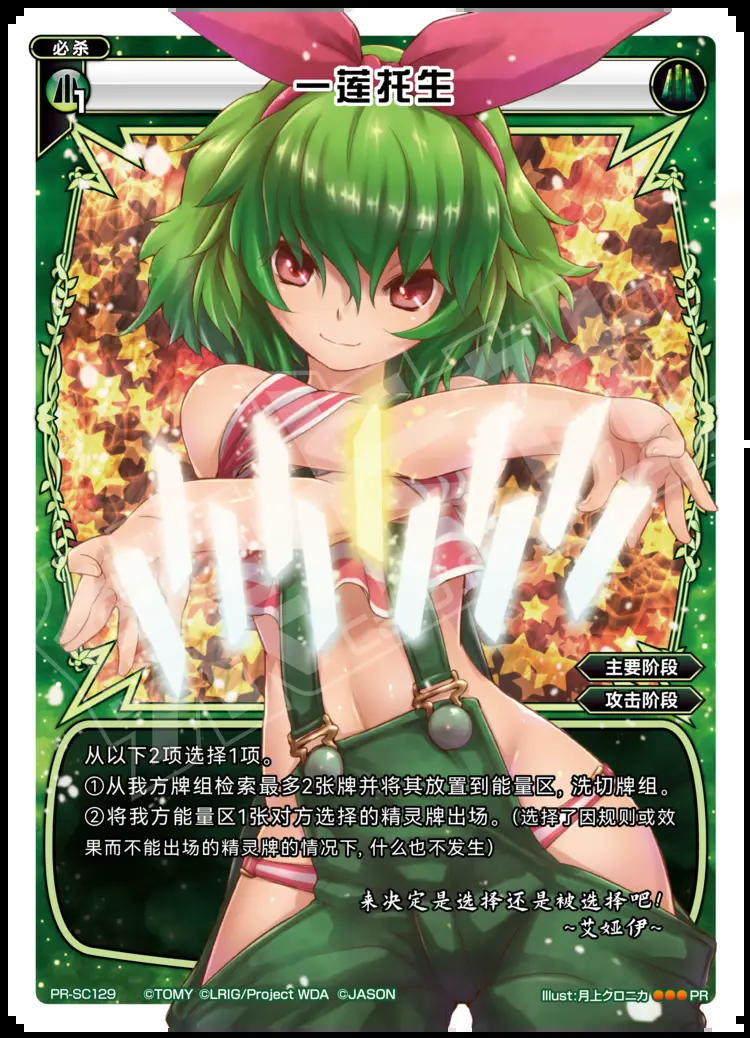 必杀
一莲托生
1
主要阶段
攻击阶段
从以下2项选择1项。
①从我方牌组检索最多2张牌并将其放置到能量区, 洗切牌组。
②将我方能量区1张对方选择的精灵牌出场。(选择了因规则或效
果而不能出场的精灵牌的情况下, 什么也不发生)
来决定是选择还是被选择吧!
~艾娅伊~
PR-SC129 ©TOMY ©LRIG/Project WDA ©JASON Illust:月上クロニカ PR